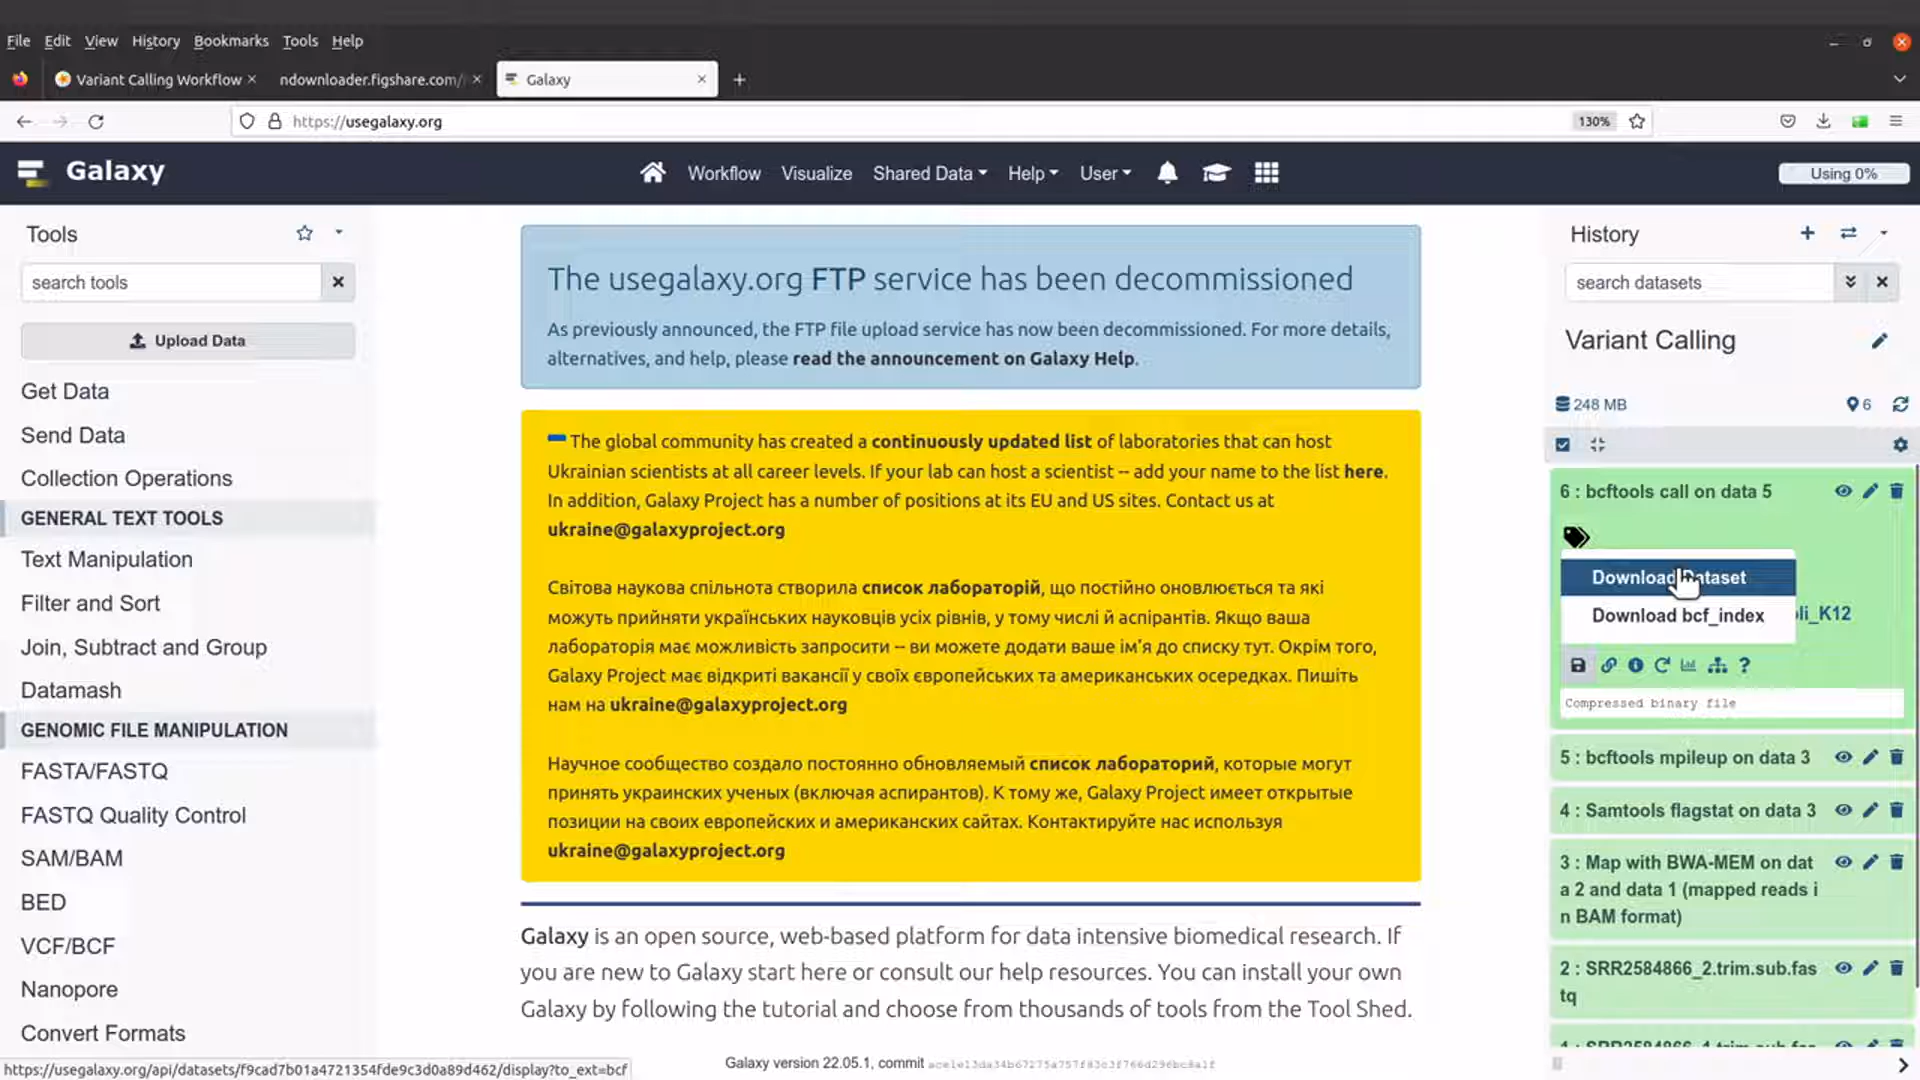 File Edit View History Bookmarks Tools Help
Variant Calling Workflow
ndownloader.figshare.com/
Galaxy
https://usegalaxy.org
130%
Galaxy
Workflow Visualize Shared Data Help User
Using 0%
Tools
search tools
Upload Data
Get Data
Send Data
Collection Operations
GENERAL TEXT TOOLS
Text Manipulation
Filter and Sort
Join, Subtract and Group
Datamash
GENOMIC FILE MANIPULATION
FASTA/FASTQ
FASTQ Quality Control
SAM/BAM
BED
VCF/BCF
Nanopore
Convert Formats
The usegalaxy.org FTP service has been decommissioned
As previously announced, the FTP file upload service has now been decommissioned. For more details,
alternatives, and help, please read the announcement on Galaxy Help.
The global community has created a continuously updated list of laboratories that can host
Ukrainian scientists at all career levels. If your lab can host a scientist -- add your name to the list here.
In addition, Galaxy Project has a number of positions at its EU and US sites. Contact us at
ukraine@galaxyproject.org
Світова наукова спільнота створила список лабораторій, що постійно оновлюється та які
можуть прийняти українських науковців усіх рівнів, у тому числі й аспірантів. Якщо ваша
лабораторія має можливість запросити -- ви можете додати ваше ім'я до списку тут. Окрім того,
Galaxy Project має відкриті вакансії у своїх європейських та американських осередках. Пишіть
нам на ukraine@galaxyproject.org
Научное сообщество создало постоянно обновляемый список лабораторий, которые могут
принять украинских ученых (включая аспирантов). К тому же, Galaxy Project имеет открытые
позиции на своих европейских и американских сайтах. Контактируйте нас используя
ukraine@galaxyproject.org
Galaxy is an open source, web-based platform for data intensive biomedical research. If
you are new to Galaxy start here or consult our help resources. You can install your own
Galaxy by following the tutorial and choose from thousands of tools from the Tool Shed.
Galaxy version 22.05.1, commit
https://usegalaxy.org/api/datasets/f9cad7b01a4721354fde9c3d0a89d462/display?to_ext=bcf
History
search datasets
Variant Calling
248 MB
6
6 : bcftools call on data 5
Download Dataset
Download bcf_index
li_K12
Compressed binary file
5 : bcftools mpileup on data 3
4 : Samtools flagstat on data 3
3 : Map with BWA-MEM on dat
a 2 and data 1 (mapped reads i
n BAM format)
2 : SRR2584866_2.trim.sub.fas
tq